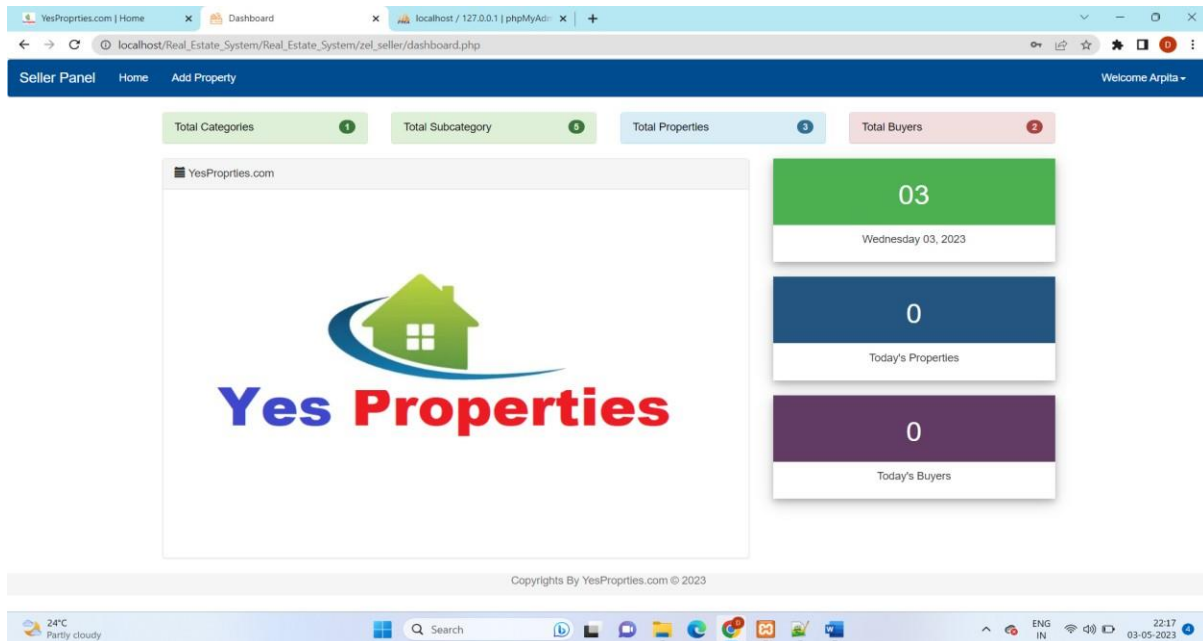 YesProprties.com | Home
Dashboard
localhost / 127.0.0.1 | phpMyAdm
localhost/Real_Estate_System/Real_Estate_System/zel_seller/dashboard.php
D
Seller Panel Home Add Property Welcome Arpita
Total Categories 1 Total Subcategory 5 Total Properties 3 Total Buyers 2
YesProprties.com
Yes Properties
03
Wednesday 03, 2023
0
Today's Properties
0
Today's Buyers
Copyrights By YesProprties.com © 2023
24°C
Partly cloudy
Search
ENG
IN
22:17
03-05-2023
4